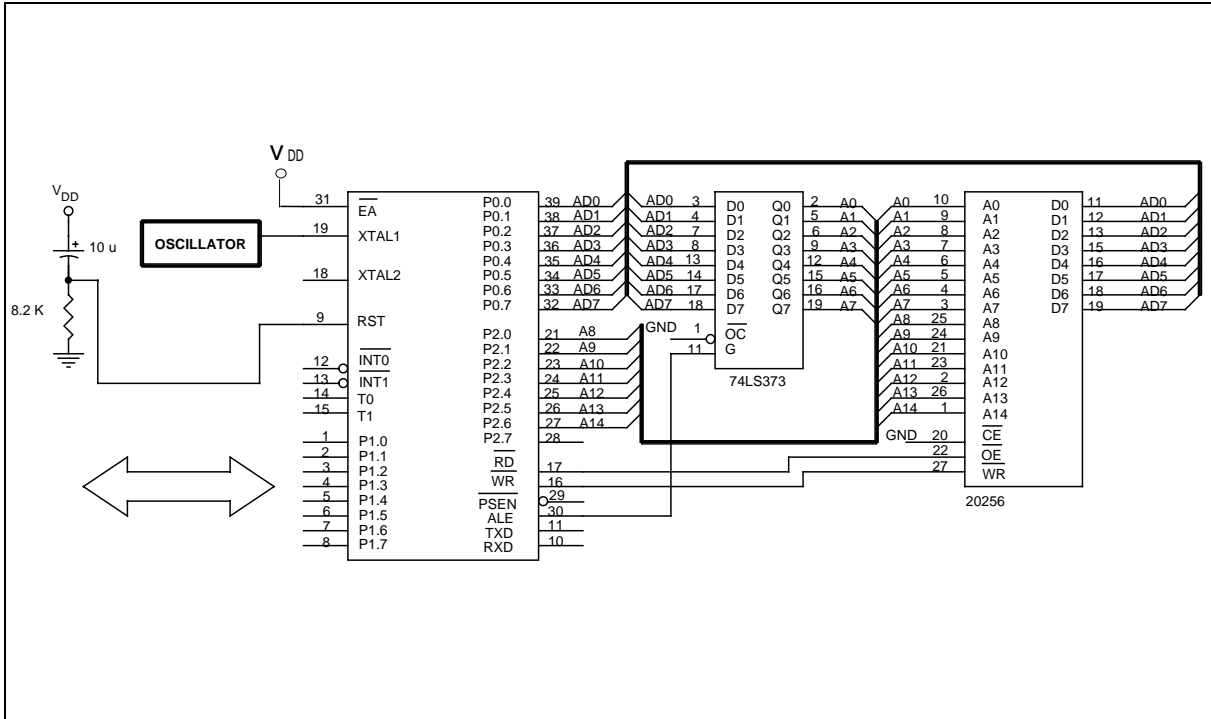 V DD
VDD
10 u
8.2 K
OSCILLATOR
31 EA
19 XTAL1
18 XTAL2
9 RST
12 INT0
13 INT1
14 T0
15 T1
1 P1.0
2 P1.1
3 P1.2
4 P1.3
5 P1.4
6 P1.5
7 P1.6
8 P1.7
P0.0 39 AD0
P0.1 38 AD1
P0.2 37 AD2
P0.3 36 AD3
P0.4 35 AD4
P0.5 34 AD5
P0.6 33 AD6
P0.7 32 AD7
P2.0 21 A8
P2.1 22 A9
P2.2 23 A10
P2.3 24 A11
P2.4 25 A12
P2.5 26 A13
P2.6 27 A14
P2.7 28
RD 17
WR 16
PSEN 29
ALE 30
TXD 11
RXD 10
AD0 3 D0 Q0 2 A0
AD1 4 D1 Q1 5 A1
AD2 7 D2 Q2 6 A2
AD3 8 D3 Q3 9 A3
AD4 13 D4 Q4 12 A4
AD5 14 D5 Q5 15 A5
AD6 17 D6 Q6 16 A6
AD7 18 D7 Q7 19 A7
GND 1 OC
11 G
74LS373
A0 10 A0 D0 11 AD0
A1 9 A1 D1 12 AD1
A2 8 A2 D2 13 AD2
A3 7 A3 D3 15 AD3
A4 6 A4 D4 16 AD4
A5 5 A5 D5 17 AD5
A6 4 A6 D6 18 AD6
A7 3 A7 D7 19 AD7
A8 25 A8
A9 24 A9
A10 21 A10
A11 23 A11
A12 2 A12
A13 26 A13
A14 1 A14
GND 20 CE
22 OE
27 WR
20256